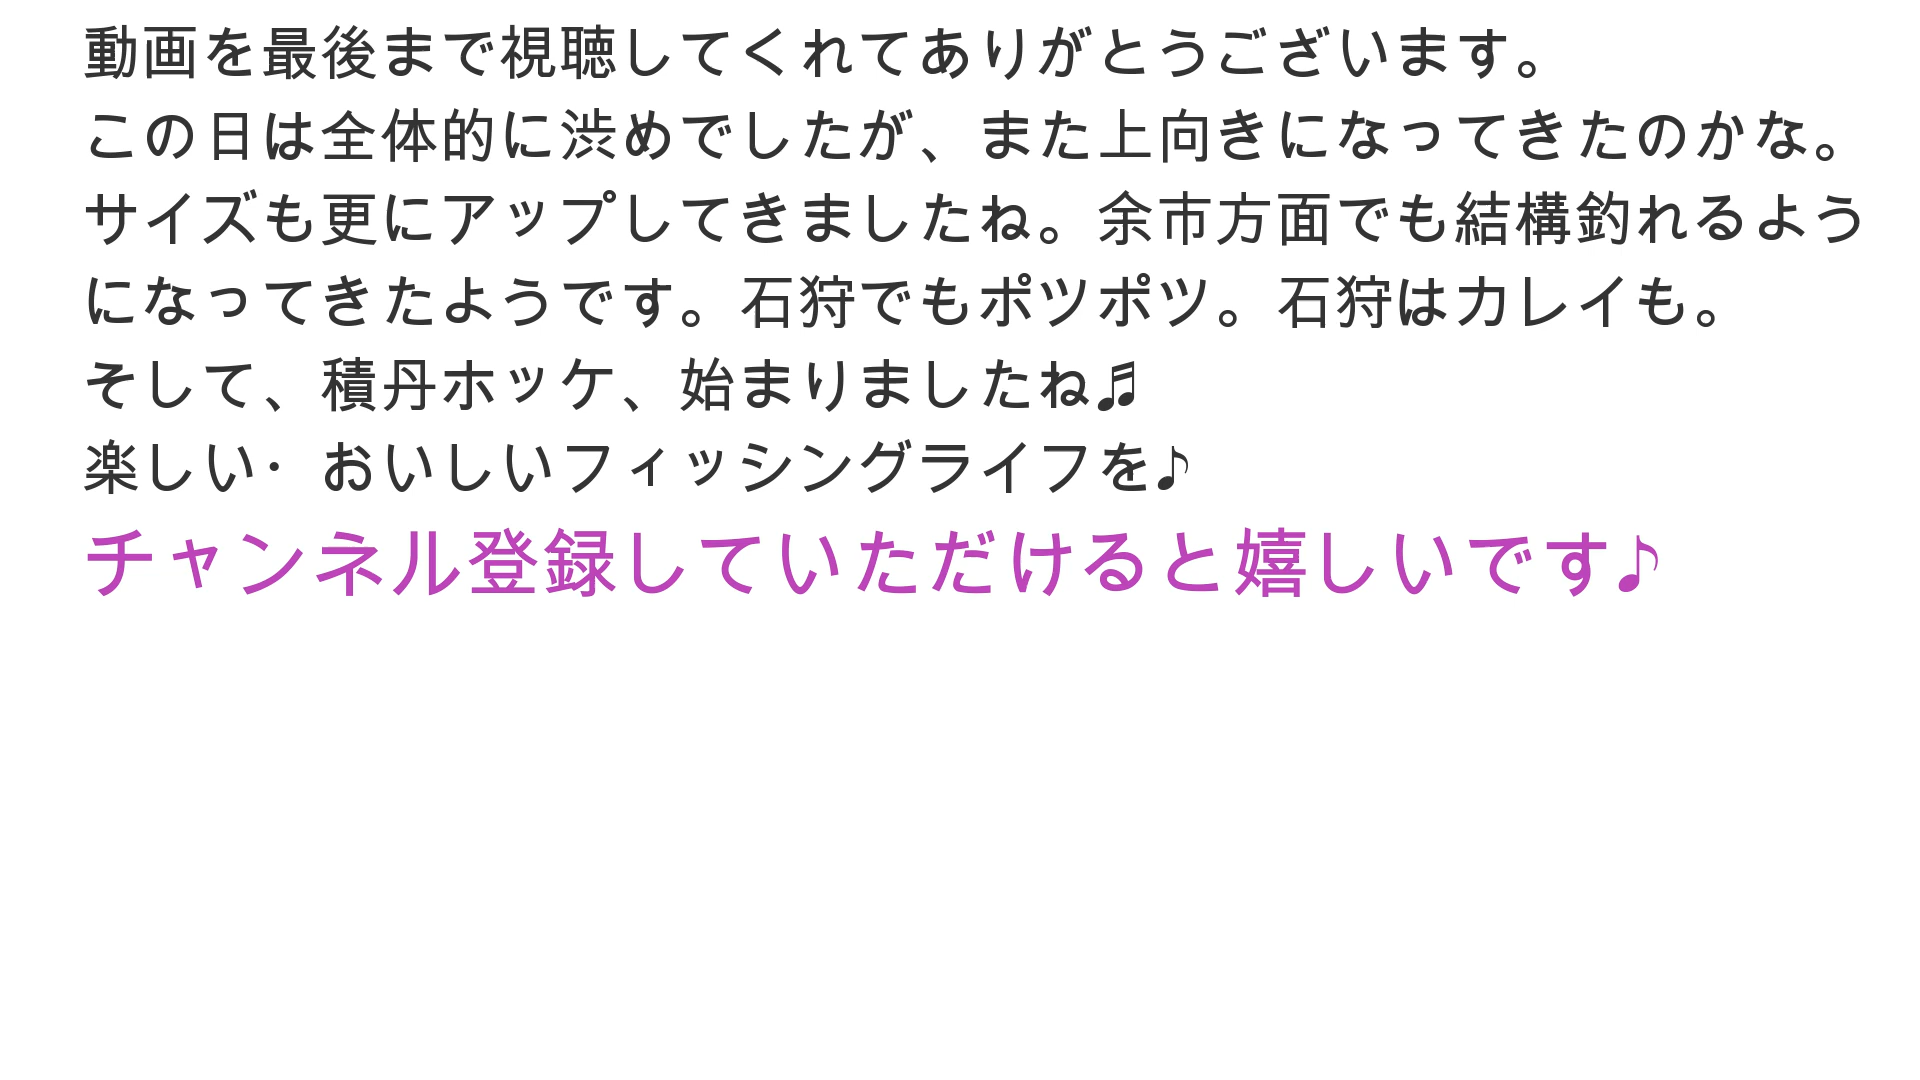 動画を最後まで視聴してくれてありがとうございます。
この日は全体的に渋めでしたが、また上向きになってきたのかな。
サイズも更にアップしてきましたね。余市方面でも結構釣れるよう
になってきたようです。石狩でもポツポツ。石狩はカレイも。
そして、積丹ホッケ、始まりましたね♬
楽しい・おいしいフィッシングライフを♪
チャンネル登録していただけると嬉しいです♪